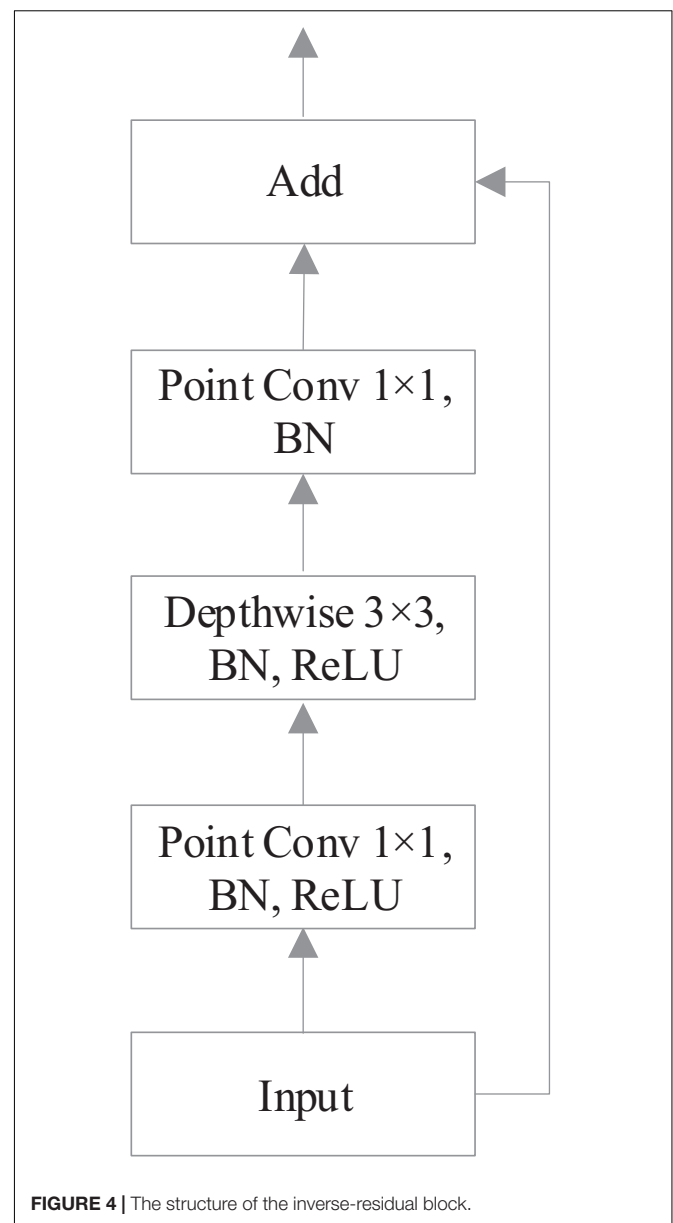 Add
Point Conv 1×1,
BN
Depthwise 3×3,
BN, ReLU
Point Conv 1×1,
BN, ReLU
Input
FIGURE 4 | The structure of the inverse-residual block.